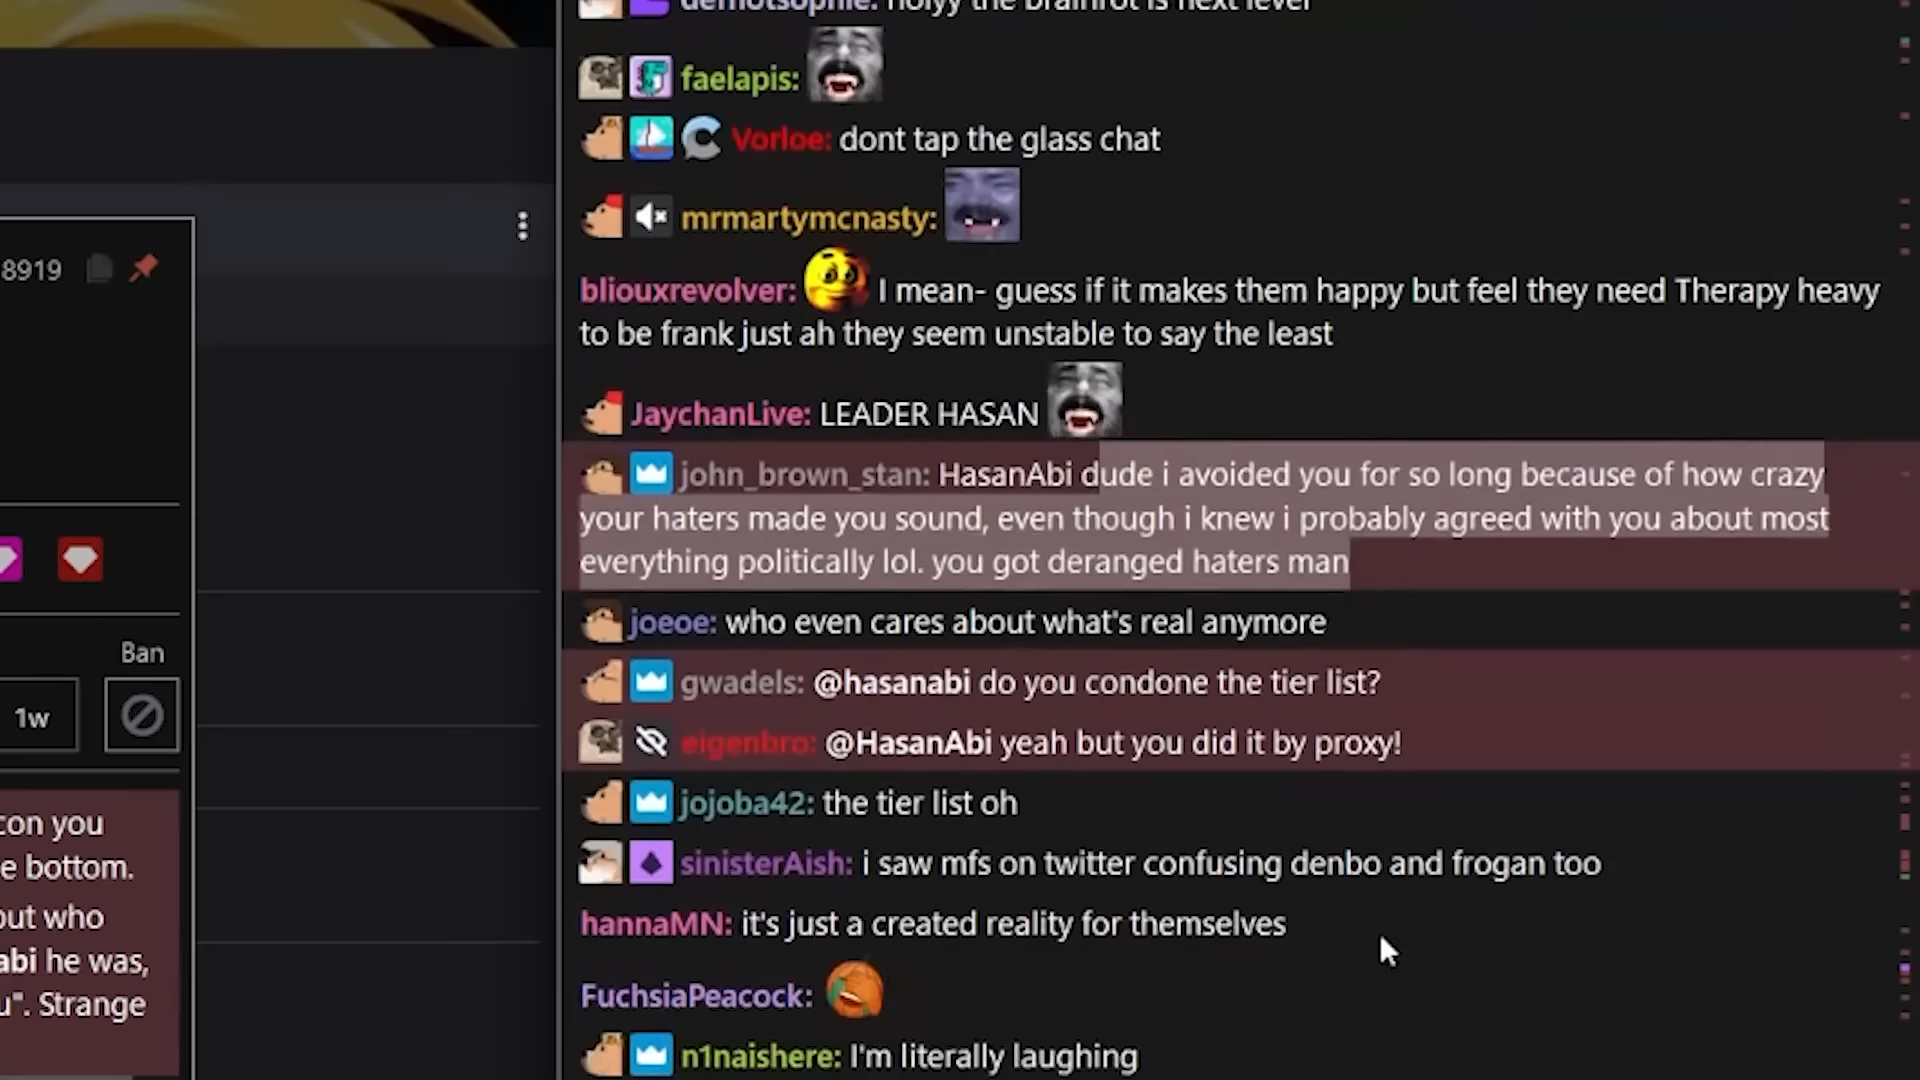 demotsophie: holyy the brainrot is next level
faelapis:
Vorloe: dont tap the glass chat
mrmartymcnasty:
bliouxrevolver: I mean- guess if it makes them happy but feel they need Therapy heavy
to be frank just ah they seem unstable to say the least
JaychanLive: LEADER HASAN
john_brown_stan: HasanAbi dude i avoided you for so long because of how crazy
your haters made you sound, even though i knew i probably agreed with you about most
everything politically lol. you got deranged haters man
joeoe: who even cares about what's real anymore
gwadels: @hasanabi do you condone the tier list?
eigenbro: @HasanAbi yeah but you did it by proxy!
jojoba42: the tier list oh
sinisterAish: i saw mfs on twitter confusing denbo and frogan too
hannaMN: it's just a created reality for themselves
FuchsiaPeacock:
n1naishere: I'm literally laughing
8919
Ban
1w
con you
e bottom.
out who
abi he was,
u". Strange